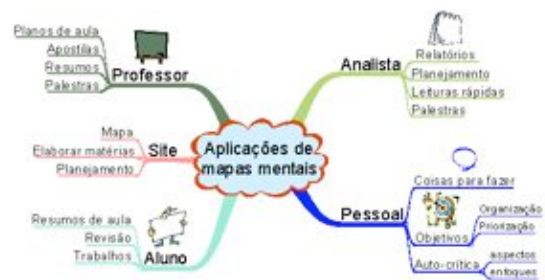 Aplicações de
mapas mentais
Professor
Planos de aula
Apostilas
Resumos
Palestras
Site
Mapa
Elaborar matérias
Planejamento
Aluno
Resumos de aula
Revisão
Trabalhos
Analista
Relatórios
Planejamento
Leituras rápidas
Palestras
Pessoal
Coisas para fazer
Objetivos
Organização
Priorização
Auto-crítica
aspectos
enfoques